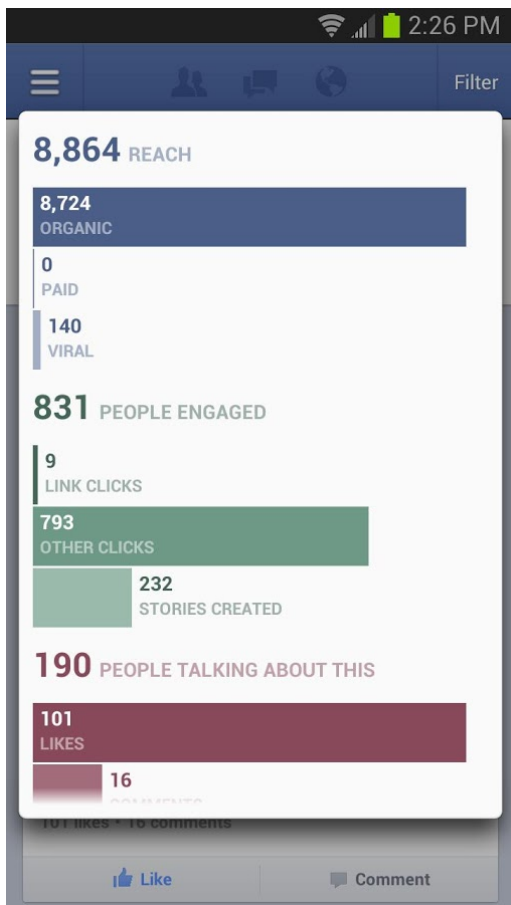 2:26 PM
Filter
8,864 REACH
8,724
ORGANIC
0
PAID
140
VIRAL
831 PEOPLE ENGAGED
9
LINK CLICKS
793
OTHER CLICKS
232
STORIES CREATED
190 PEOPLE TALKING ABOUT THIS
101
LIKES
16
COMMENTS
101 likes • 16 comments
Like
Comment